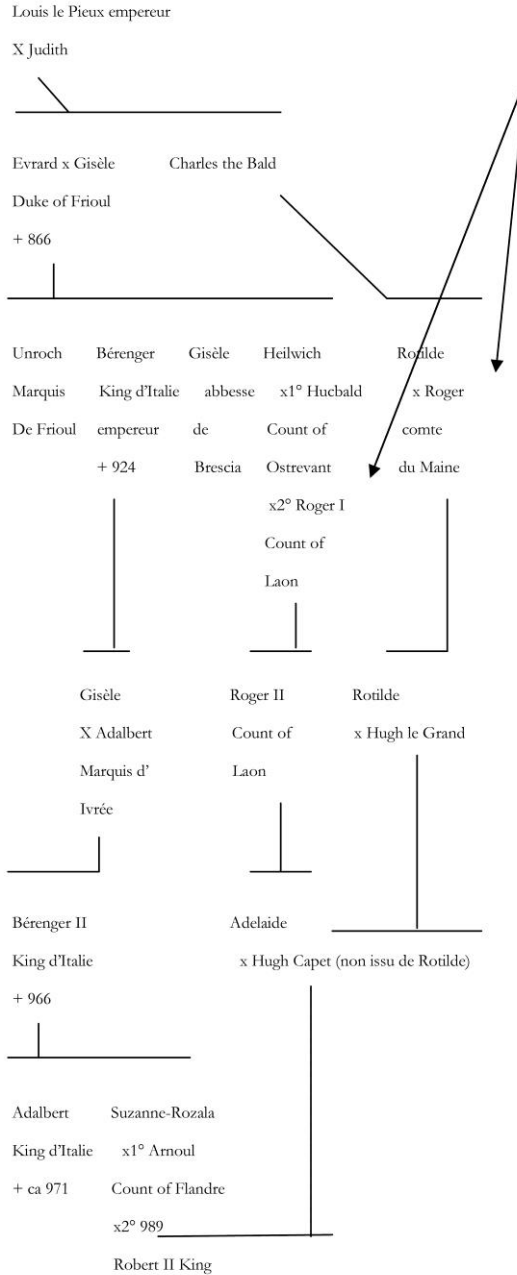 Louis le Pieux empereur
X Judith
Evrard x Gisèle Charles the Bald
Duke of Frioul
+ 866
Unroch Bérenger Gisèle Heilwich Rotilde
Marquis King d'Italie abbesse x1° Hucbald x Roger
De Frioul empereur de Count of comte
+ 924 Brescia Ostrevant du Maine
x2° Roger I
Count of
Laon
Gisèle Roger II Rotilde
X Adalbert Count of x Hugh le Grand
Marquis d' Laon
Ivrée
Bérenger II Adelaide
King d'Italie x Hugh Capet (non issu de Rotilde)
+ 966
Adalbert Suzanne-Rozala
King d'Italie x1° Arnoul
+ ca 971 Count of Flandre
x2° 989
Robert II King